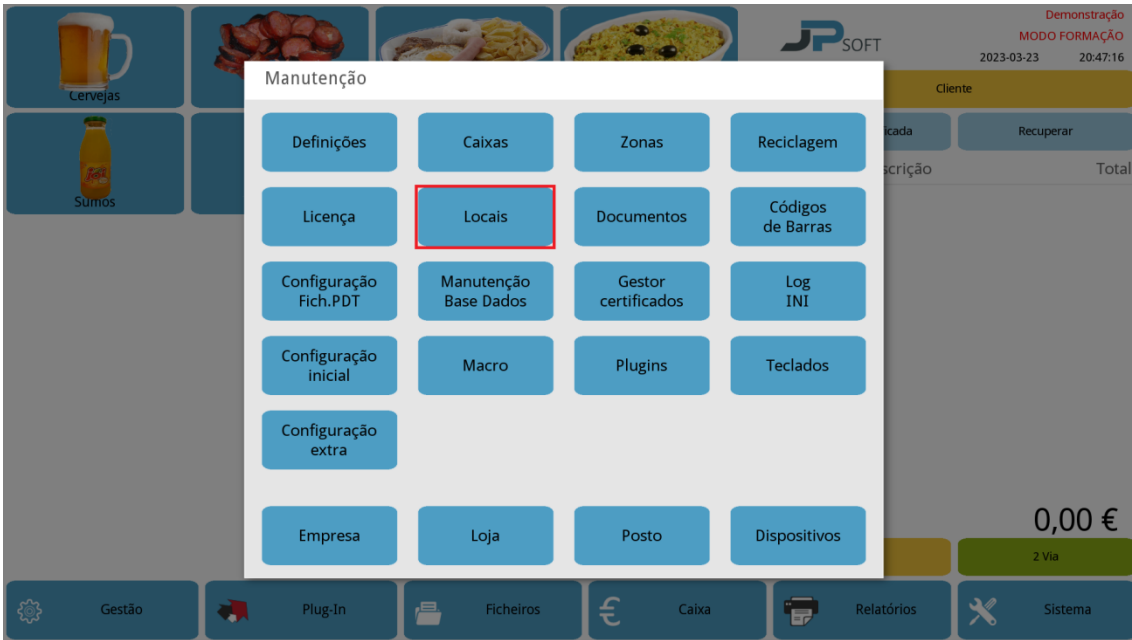 JP SOFT
Demonstração
MODO FORMAÇÃO
2023-03-23 20:47:16
Cervejas
Cliente
icada
Recuperar
Sumos
scrição
Total
Manutenção
Definições
Caixas
Zonas
Reciclagem
Licença
Locais
Documentos
Códigos
de Barras
Configuração
Fich.PDT
Manutenção
Base Dados
Gestor
certificados
Log
INI
Configuração
inicial
Macro
Plugins
Teclados
Configuração
extra
Empresa
Loja
Posto
Dispositivos
0,00 €
2 Via
Gestão
Plug-In
Ficheiros
€
Caixa
Relatórios
Sistema